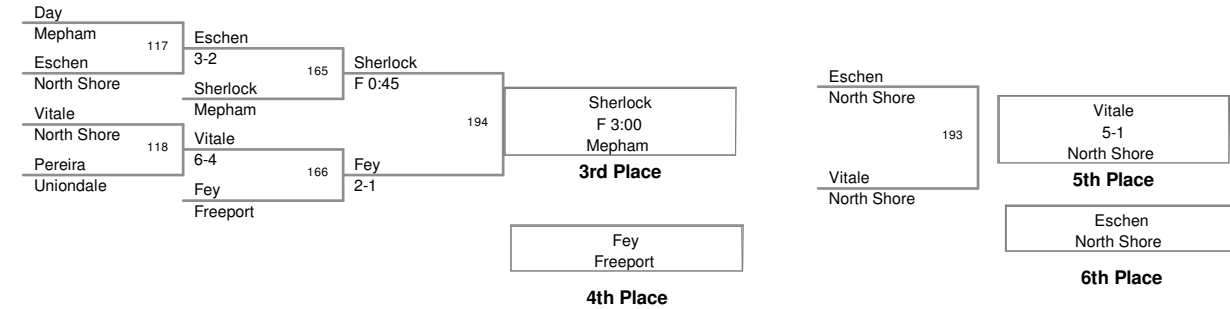 Day
Mepham
117
Eschen
North Shore
Eschen
3-2
165
Sherlock
Mepham
Vitale
North Shore
118
Pereira
Uniondale
Vitale
6-4
166
Fey
Freeport
Sherlock
F 0:45
194
Fey
2-1
Sherlock
F 3:00
Mepham
3rd Place
Fey
Freeport
4th Place
Eschen
North Shore
193
Vitale
North Shore
Vitale
5-1
North Shore
5th Place
Eschen
North Shore
6th Place